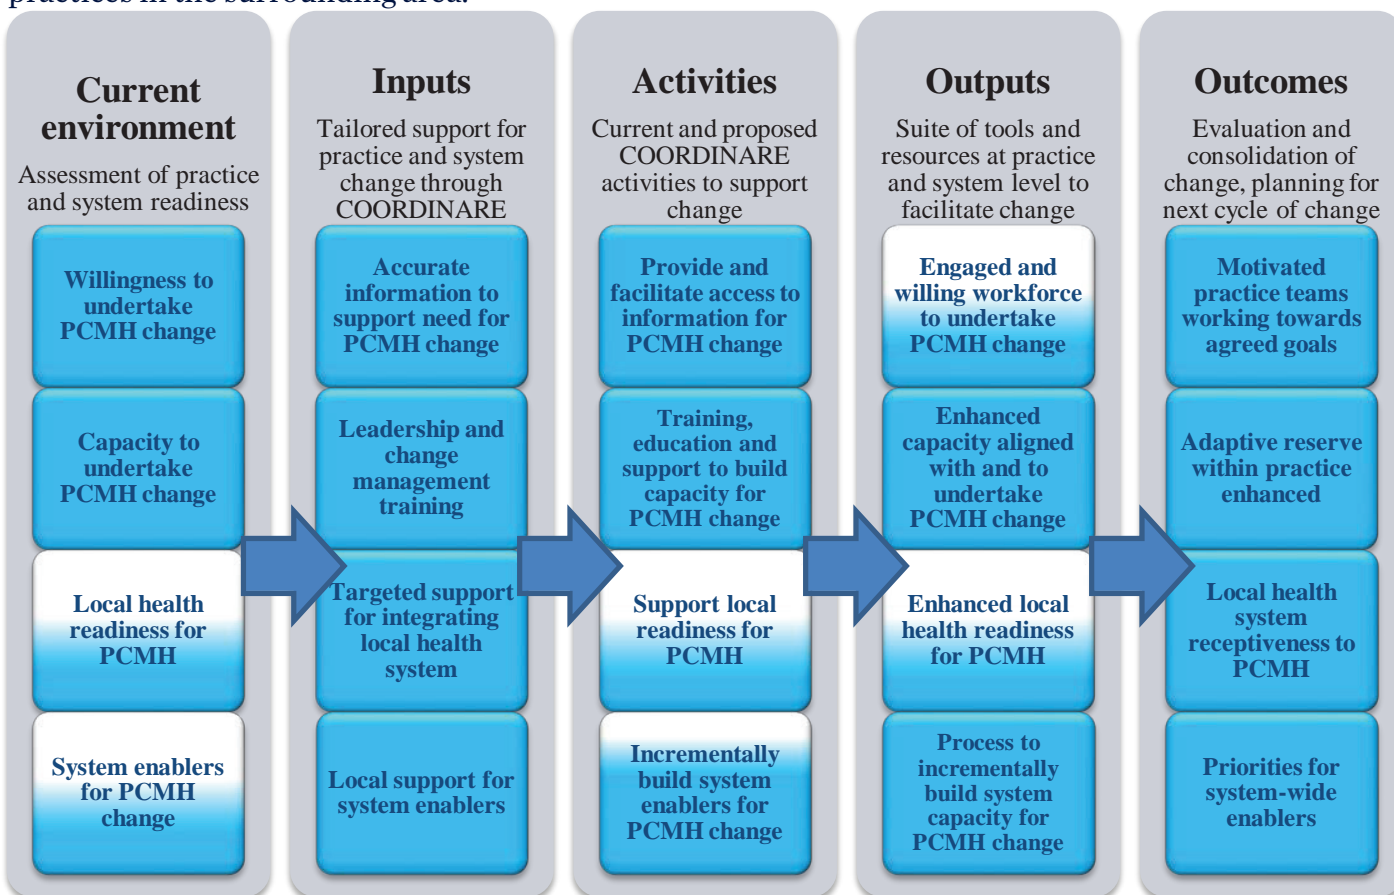 practices in the surrounding area.
Current
environment
Assessment of practice
and system readiness
Willingness to
undertake
PCMH change
Capacity to
undertake
PCMH change
Local health
readiness for
PCMH
System enablers
for PCMH
change
Inputs
Tailored support for
practice and system
change through
COORDINARE
Accurate
information to
support need for
PCMH change
Leadership and
change
management
training
Targeted support
for integrating
local health
system
Local support for
system enablers
Activities
Current and proposed
COORDINARE
activities to support
change
Provide and
facilitate access to
information for
PCMH change
Training,
education and
support to build
capacity for
PCMH change
Support local
readiness for
PCMH
Incrementally
build system
enablers for
PCMH change
Outputs
Suite of tools and
resources at practice
and system level to
facilitate change
Engaged and
willing workforce
to undertake
PCMH change
Enhanced
capacity aligned
with and to
undertake
PCMH change
Enhanced local
health readiness
for PCMH
Process to
incrementally
build system
capacity for
PCMH change
Outcomes
Evaluation and
consolidation of
change, planning for
next cycle of change
Motivated
practice teams
working towards
agreed goals
Adaptive reserve
within practice
enhanced
Local health
system
receptiveness to
PCMH
Priorities for
system-wide
enablers